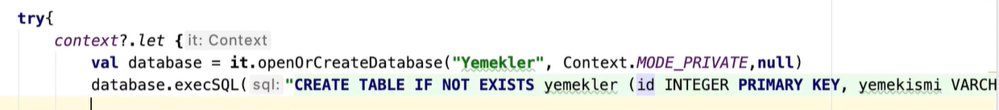 try{
context?.let { it: Context
val database = it.openOrCreateDatabase("Yemekler", Context.MODE_PRIVATE,null)
database.execSQL( sql: "CREATE TABLE IF NOT EXISTS yemekler (id INTEGER PRIMARY KEY, yemekismi VARCH